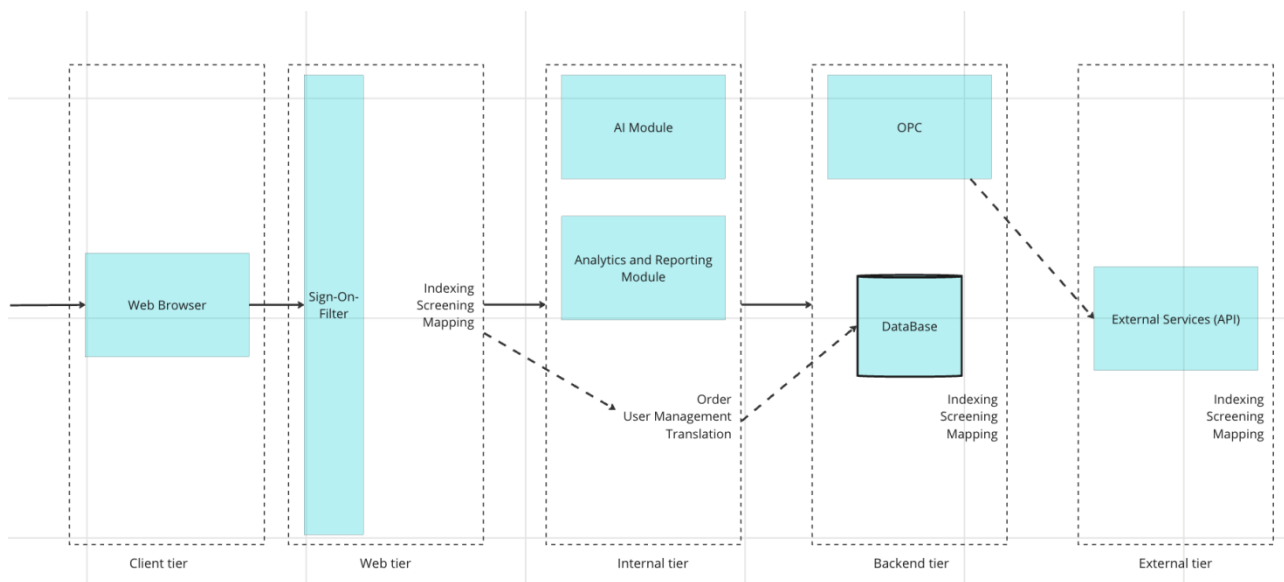 AI Module
OPC
Analytics and Reporting
Module
Web Browser
Sign-On-
Filter
Indexing
Screening
Mapping
DataBase
External Services (API)
Order
User Management
Translation
Indexing
Screening
Mapping
Indexing
Screening
Mapping
Client tier
Web tier
Internal tier
Backend tier
External tier